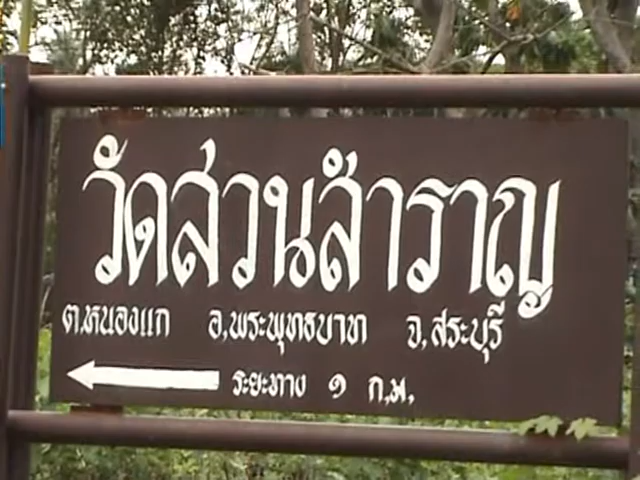 วัดส่วนสำราญ
ต.หนองแก อ.พระพุทธบาท จ.สระบุรี
ระยะทาง ๑ ก.ม.